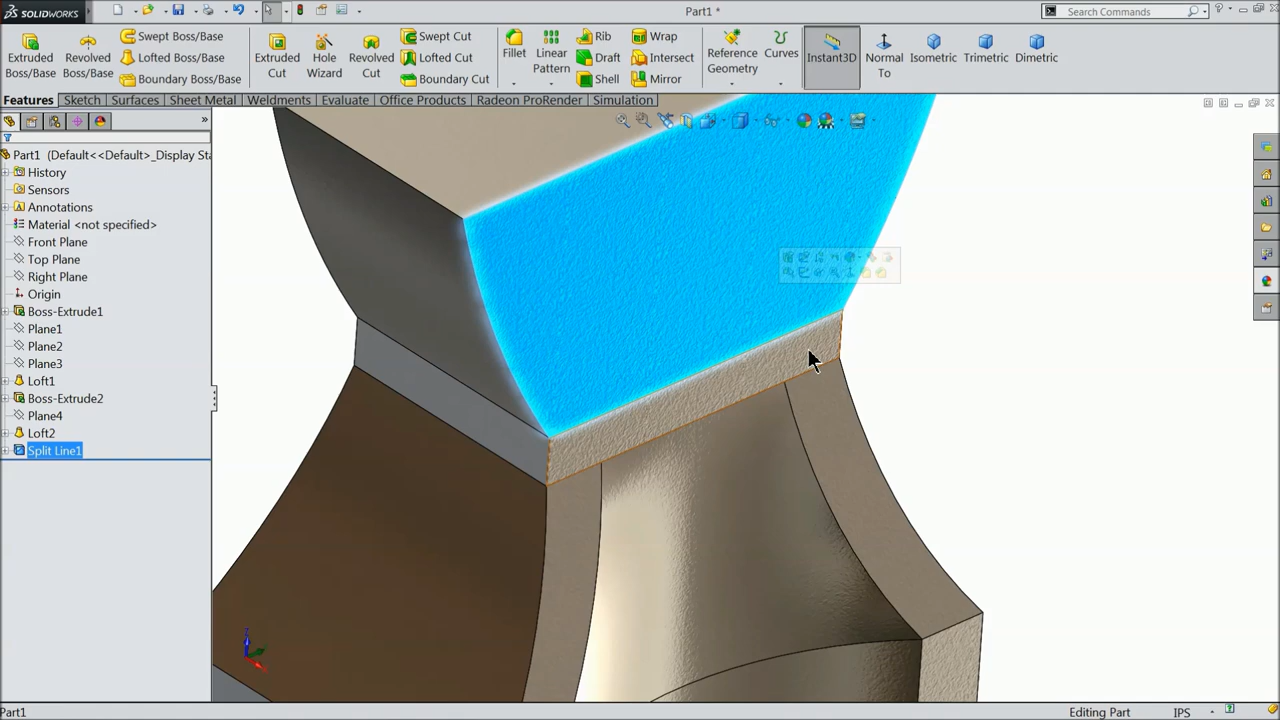 SOLIDWORKS
Part1 *
Search Commands
Extruded Boss/Base
Revolved Boss/Base
Swept Boss/Base
Lofted Boss/Base
Boundary Boss/Base
Extruded Cut
Hole Wizard
Revolved Cut
Swept Cut
Lofted Cut
Boundary Cut
Fillet
Linear Pattern
Rib
Draft
Shell
Wrap
Intersect
Mirror
Reference Geometry
Curves
Instant3D
Normal To
Isometric
Trimetric
Dimetric
Features
Sketch
Surfaces
Sheet Metal
Weldments
Evaluate
Office Products
Radeon ProRender
Simulation
Part1 (Default<<Default>_Display Sta
History
Sensors
Annotations
Material <not specified>
Front Plane
Top Plane
Right Plane
Origin
Boss-Extrude1
Plane1
Plane2
Plane3
Loft1
Boss-Extrude2
Plane4
Loft2
Split Line1
Part1
Editing Part
IPS